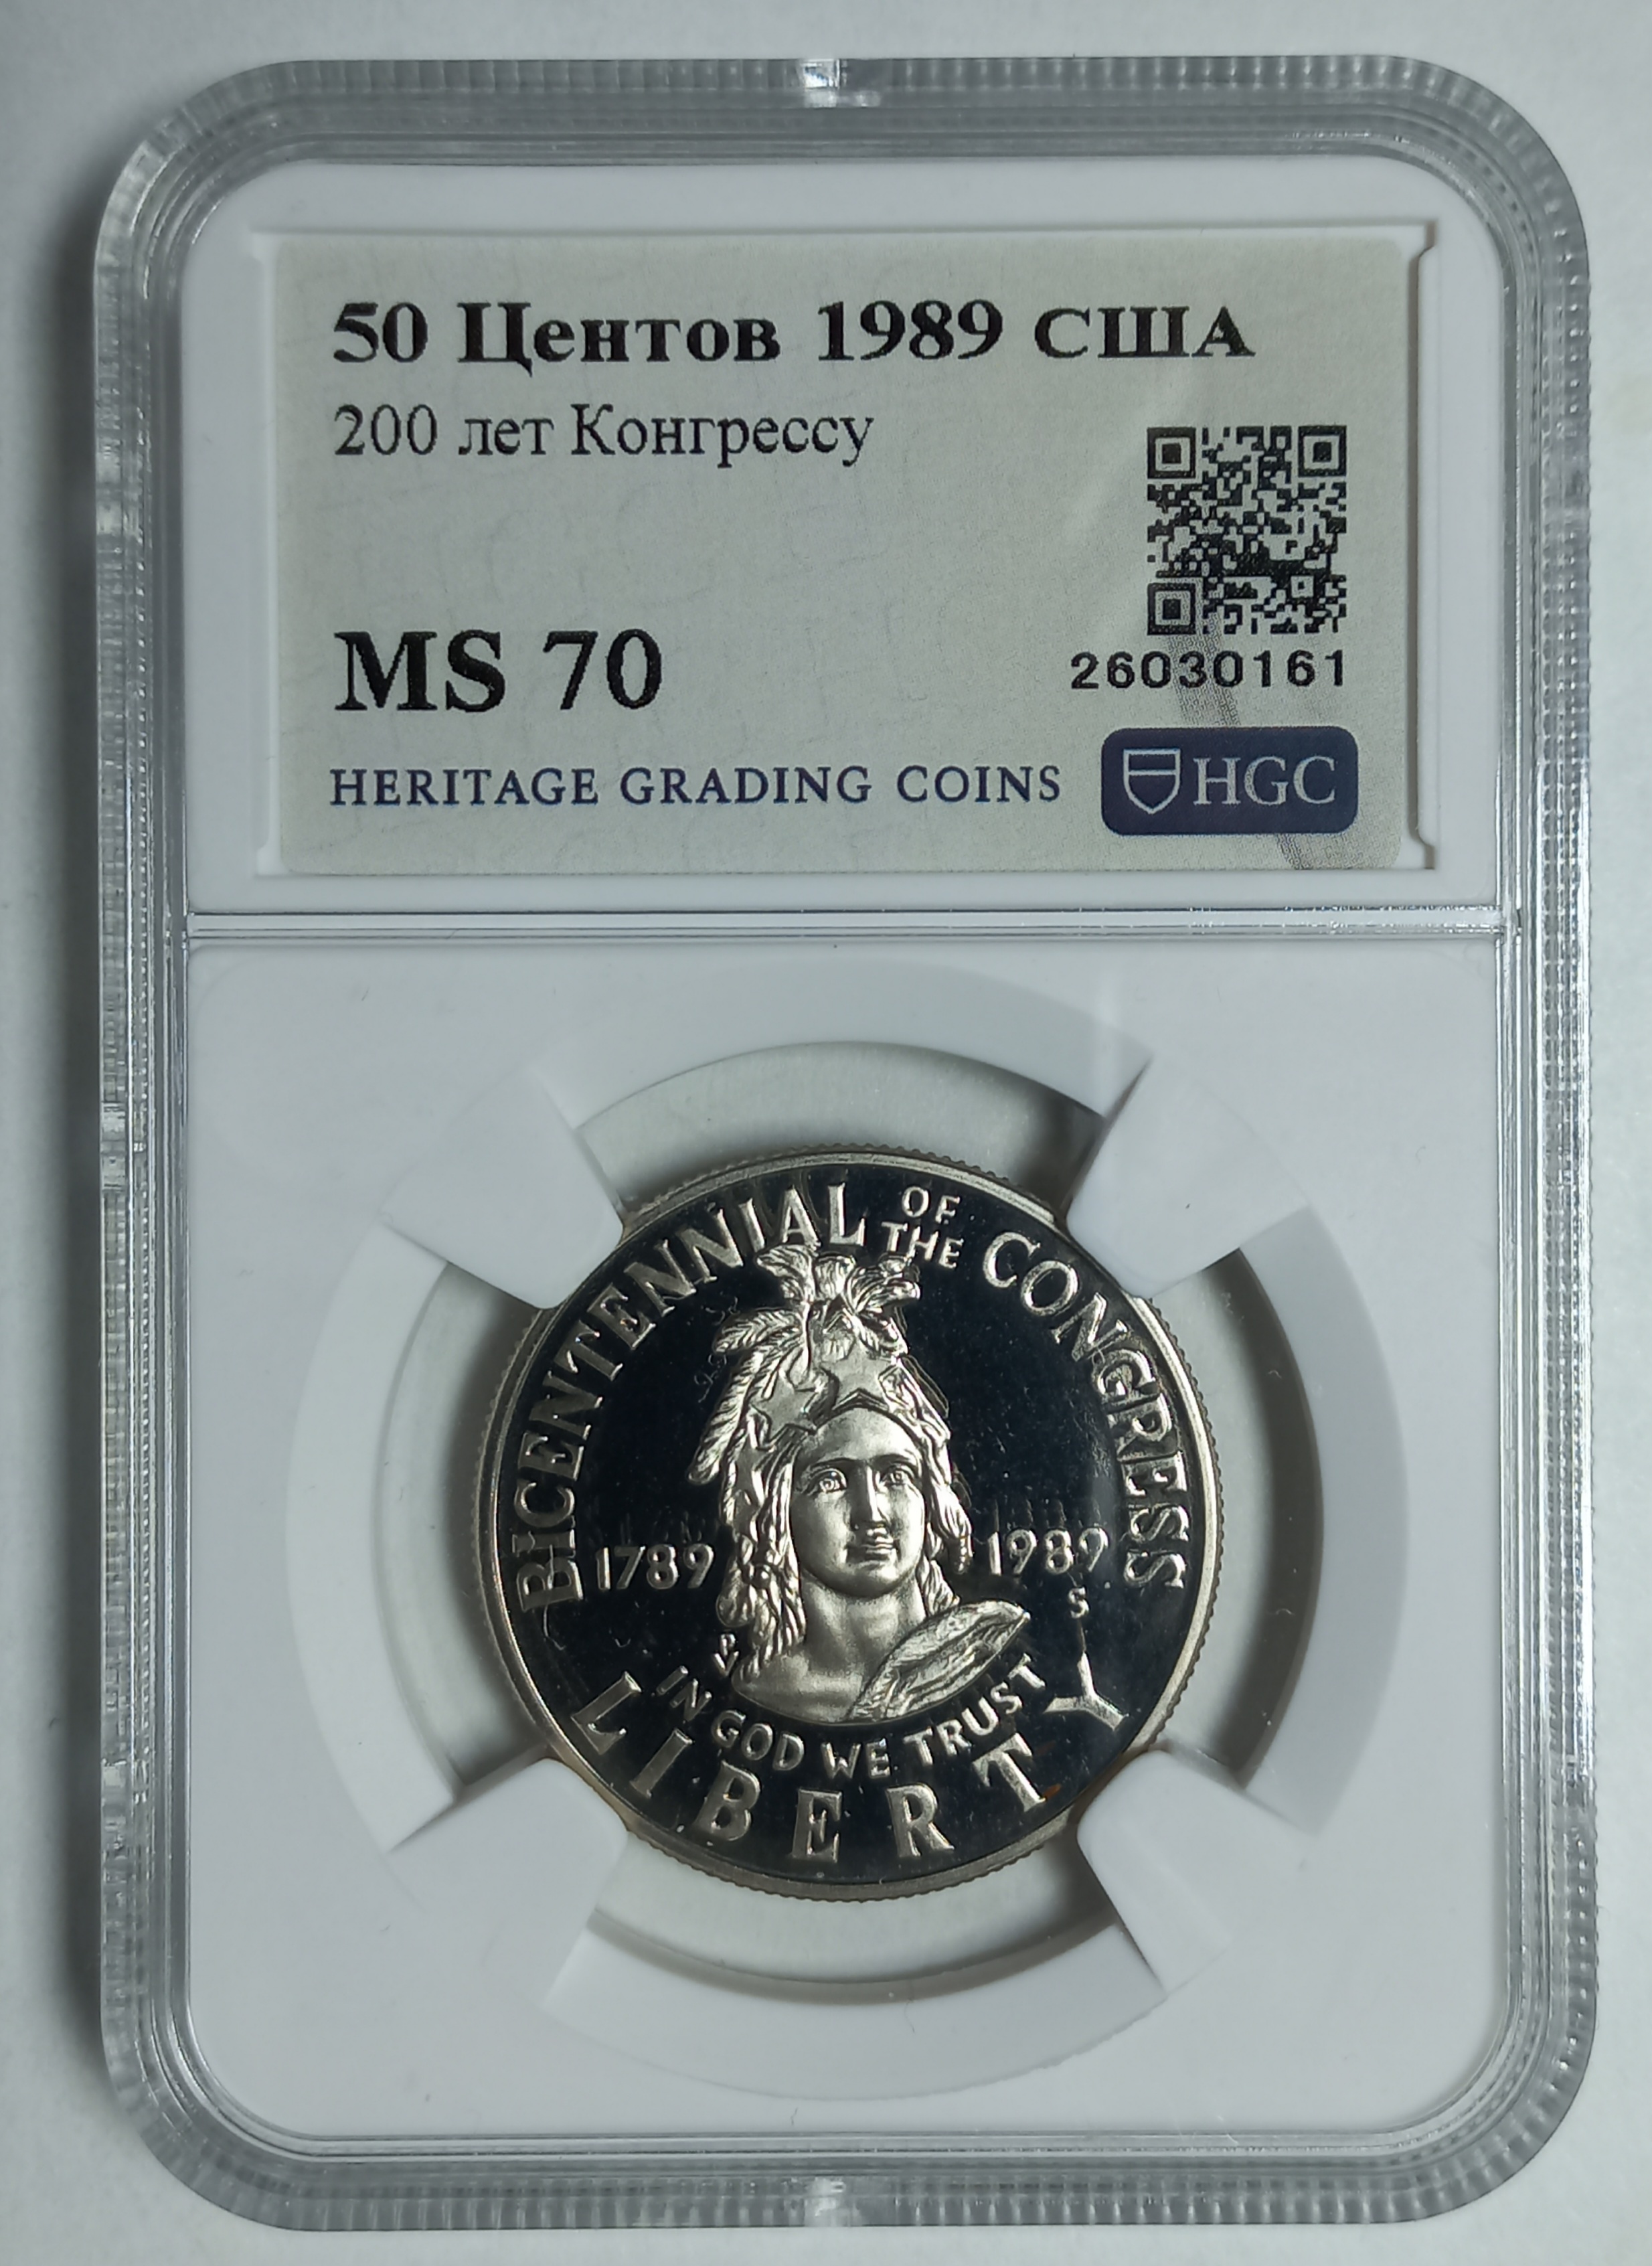 50 Центов 1989 США
200 лет Конгрессу
MS 70
26030161
HERITAGE GRADING COINS
HGC
BICENTENNIAL OF THE CONGRESS
1789
1989
S
IN GOD WE TRUST
LIBERTY